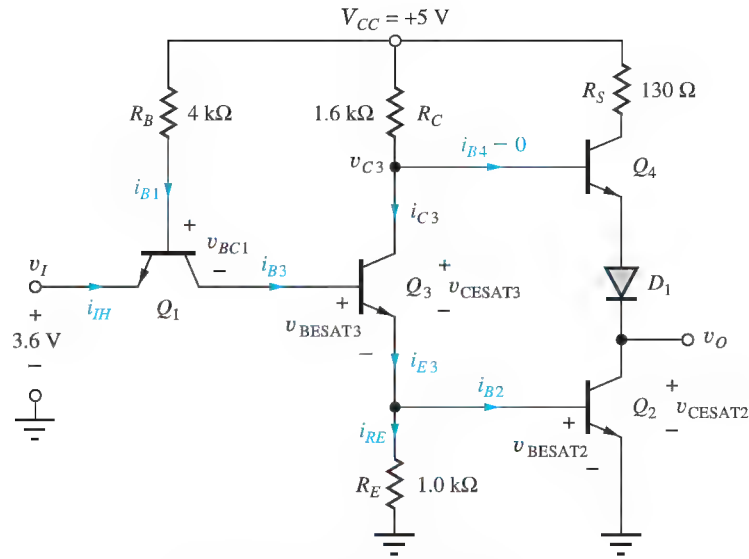 V_CC = +5 V
R_B
4 kΩ
1.6 kΩ
R_C
R_S
130 Ω
v_C3
i_B4 – 0
Q_4
i_B1
i_C3
+
v_BC1
–
v_I
i_IH
Q_1
i_B3
+
3.6 V
–
Q_3
+
v_CESAT3
–
+
v_BESAT3
–
D_1
v_O
i_E3
i_B2
i_RE
Q_2
+
v_CESAT2
–
+
v_BESAT2
–
R_E
1.0 kΩ